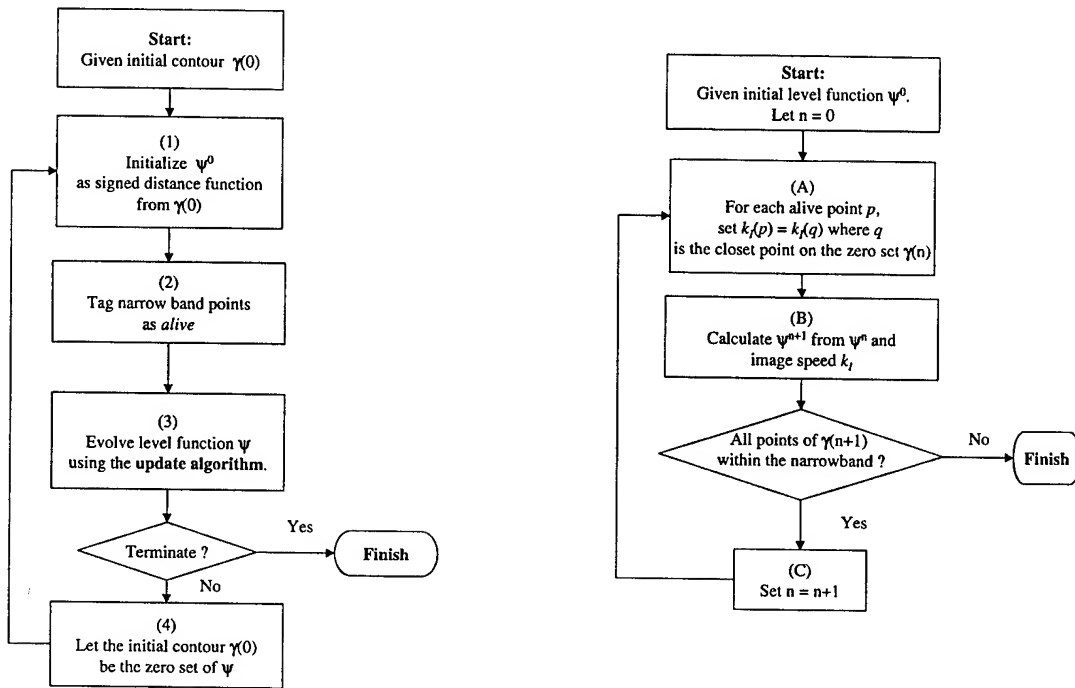 Start:
Given initial contour γ(0)
(1)
Initialize ψ⁰
as signed distance function
from γ(0)
(2)
Tag narrow band points
as alive
(3)
Evolve level function ψ
using the update algorithm.
Terminate ?
Yes
Finish
No
(4)
Let the initial contour γ(0)
be the zero set of ψ
Start:
Given initial level function ψ⁰.
Let n = 0
(A)
For each alive point p,
set k_I(p) = k_I(q) where q
is the closet point on the zero set γ(n)
(B)
Calculate ψⁿ⁺¹ from ψⁿ and
image speed k_I
All points of γ(n+1)
within the narrowband ?
No
Finish
Yes
(C)
Set n = n+1